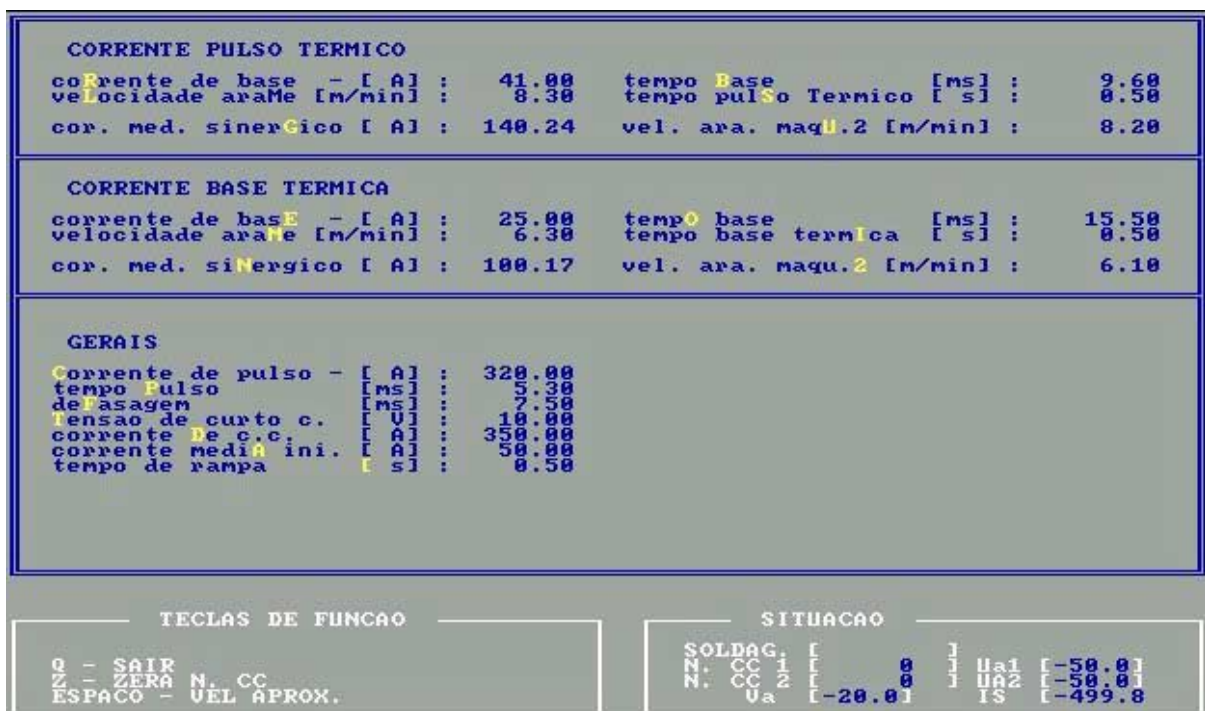 CORRENTE PULSO TERMICO
coRrente de base - [ A] : 41.00 tempo Base [ms] : 9.60
veLocidade araMe [m/min] : 8.30 tempo pulSo Termico [ s] : 0.50
cor. med. sinerGico [ A] : 140.24 vel. ara. maqU.2 [m/min] : 8.20
CORRENTE BASE TERMICA
corrente de basE - [ A] : 25.00 tempO base [ms] : 15.50
velocidade araMe [m/min] : 6.30 tempo base termIca [ s] : 0.50
cor. med. siNergico [ A] : 100.17 vel. ara. maqu.2 [m/min] : 6.10
GERAIS
Corrente de pulso - [ A] : 320.00
tempo Pulso [ms] : 5.30
deFasagem [ms] : 7.50
Tensao de curto c. [ V] : 10.00
corrente De c.c. [ A] : 350.00
corrente mediA ini. [ A] : 50.00
tempo de rampa [ s] : 0.50
TECLAS DE FUNCAO
Q - SAIR
Z - ZERA N. CC
ESPACO - VEL APROX.
SITUACAO
SOLDAG. [ ]
N. CC 1 [ 0 ] Ua1 [-50.0]
N. CC 2 [ 0 ] UA2 [-50.0]
Va [-20.0] IS [-499.8